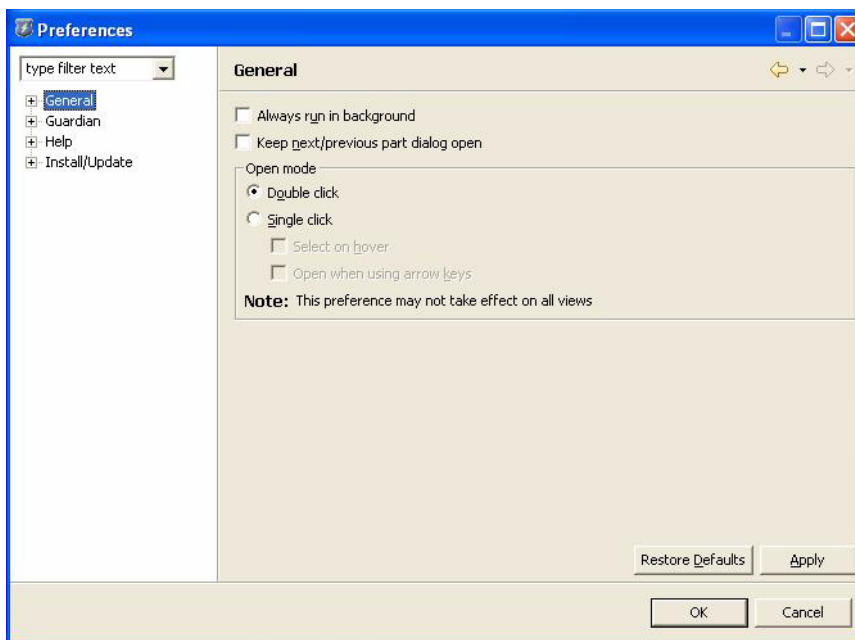 Preferences
type filter text
General
Guardian
Help
Install/Update
General
Always run in background
Keep next/previous part dialog open
Open mode
Double click
Single click
Select on hover
Open when using arrow keys
Note: This preference may not take effect on all views
Restore Defaults
Apply
OK
Cancel